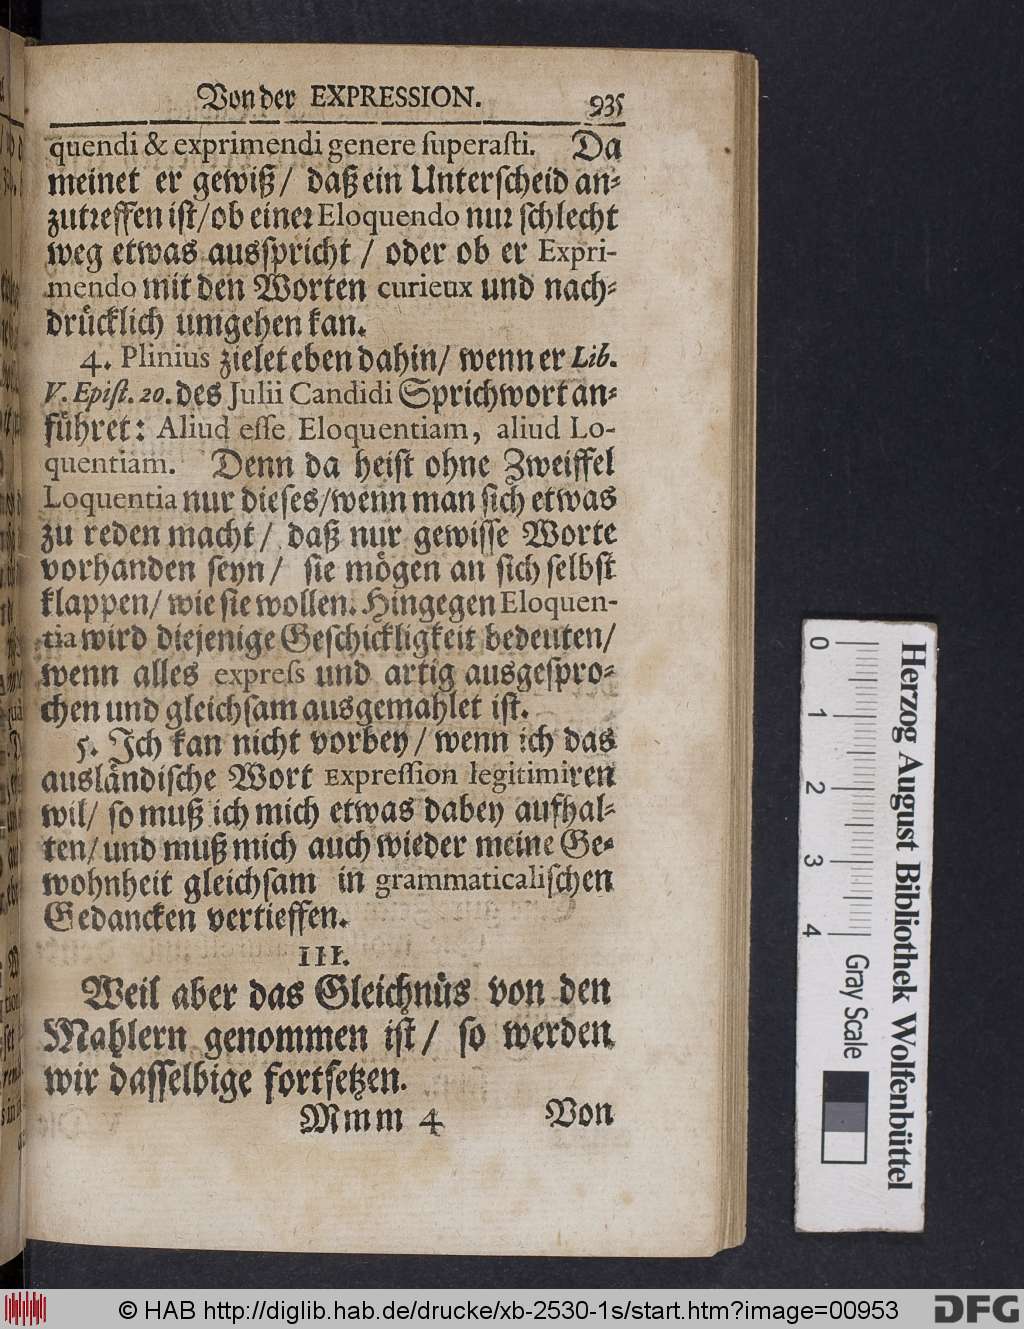 Von der EXPRESSION. 935
quendi & exprimendi genere ſuperaſti. Da
meinet er gewiß / daß ein Unterſcheid an⸗
zutreffen iſt / ob einer Eloquendo nur ſchlecht
weg etwas ausſpricht / oder ob er Expri-
mendo mit den Worten curieux und nach⸗
drücklich umgehen kan.
4. Plinius zielet eben dahin / wenn er Lib.
V. Epiſt. 20. des Julii Candidi Sprichwort an⸗
führet: Aliud eſſe Eloquentiam, aliud Lo-
quentiam. Denn da heiſt ohne Zweiffel
Loquentia nur dieſes / wenn man ſich etwas
zu reden macht / daß nur gewiſſe Worte
vorhanden ſeyn / ſie mögen an ſich ſelbſt
klappen / wie ſie wollen. Hingegen Eloquen-
tia wird diejenige Geſchickligkeit bedeuten /
wenn alles expreſs und artig ausgeſpro⸗
chen und gleichſam ausgemahlet iſt.
5. Ich kan nicht vorbey / wenn ich das
ausländiſche Wort Expreſſion legitimiren
wil / ſo muß ich mich etwas dabey aufhal⸗
ten / und muß mich auch wieder meine Ge⸗
wohnheit gleichſam in grammaticaliſchen
Gedancken vertieffen.
III.
Weil aber das Gleichnüs von den
Mahlern genommen iſt / ſo werden
wir daſſelbige fortſetzen.
Mmm 4 Von
0 1 2 3 4
Herzog August Bibliothek Wolfenbüttel
Gray Scale
© HAB http://diglib.hab.de/drucke/xb-2530-1s/start.htm?image=00953
DFG